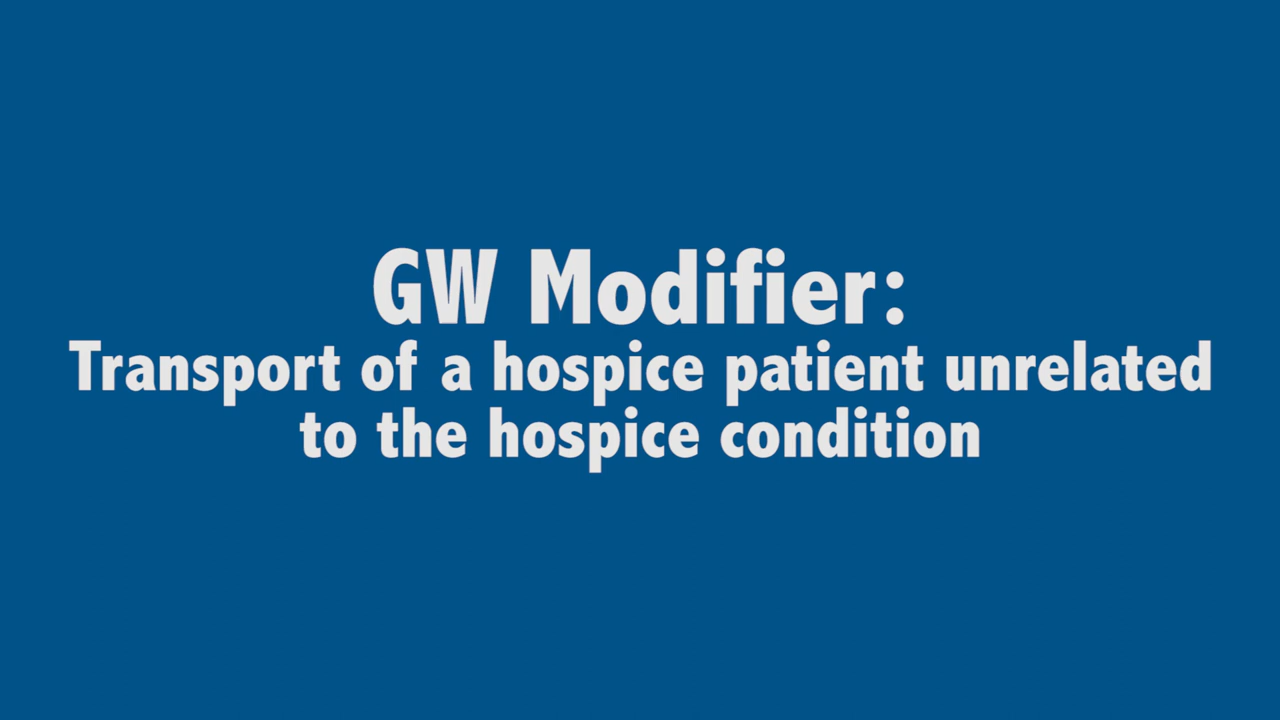 GW Modifier:
Transport of a hospice patient unrelated
to the hospice condition